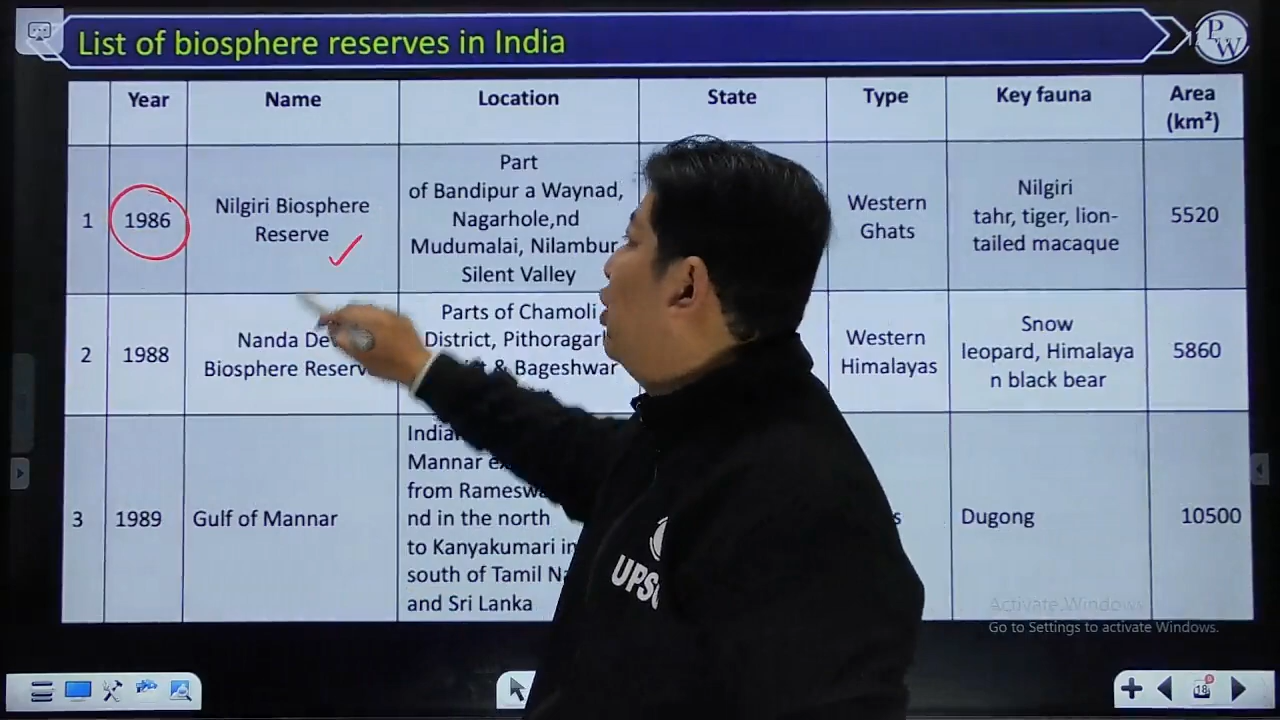 List of biosphere reserves in India
PW
Year
Name
Location
State
Type
Key fauna
Area
(km²)
1
1986
Nilgiri Biosphere
Reserve
Part
of Bandipur a Waynad,
Nagarhole,nd
Mudumalai, Nilambur
Silent Valley
Western
Ghats
Nilgiri
tahr, tiger, lion-
tailed macaque
5520
2
1988
Nanda
Biosphere
Parts of Chamoli
District,
& Bageshwar
Western
Himalayas
Snow
leopard, Himalaya
n black bear
5860
3
1989
Gulf of Mannar
Mannar
from
nd in the north
to Kanyakumari in
south of Tamil
and Sri Lanka
Dugong
10500
UPSC
Activate Windows
Go to Settings to activate Windows.
18